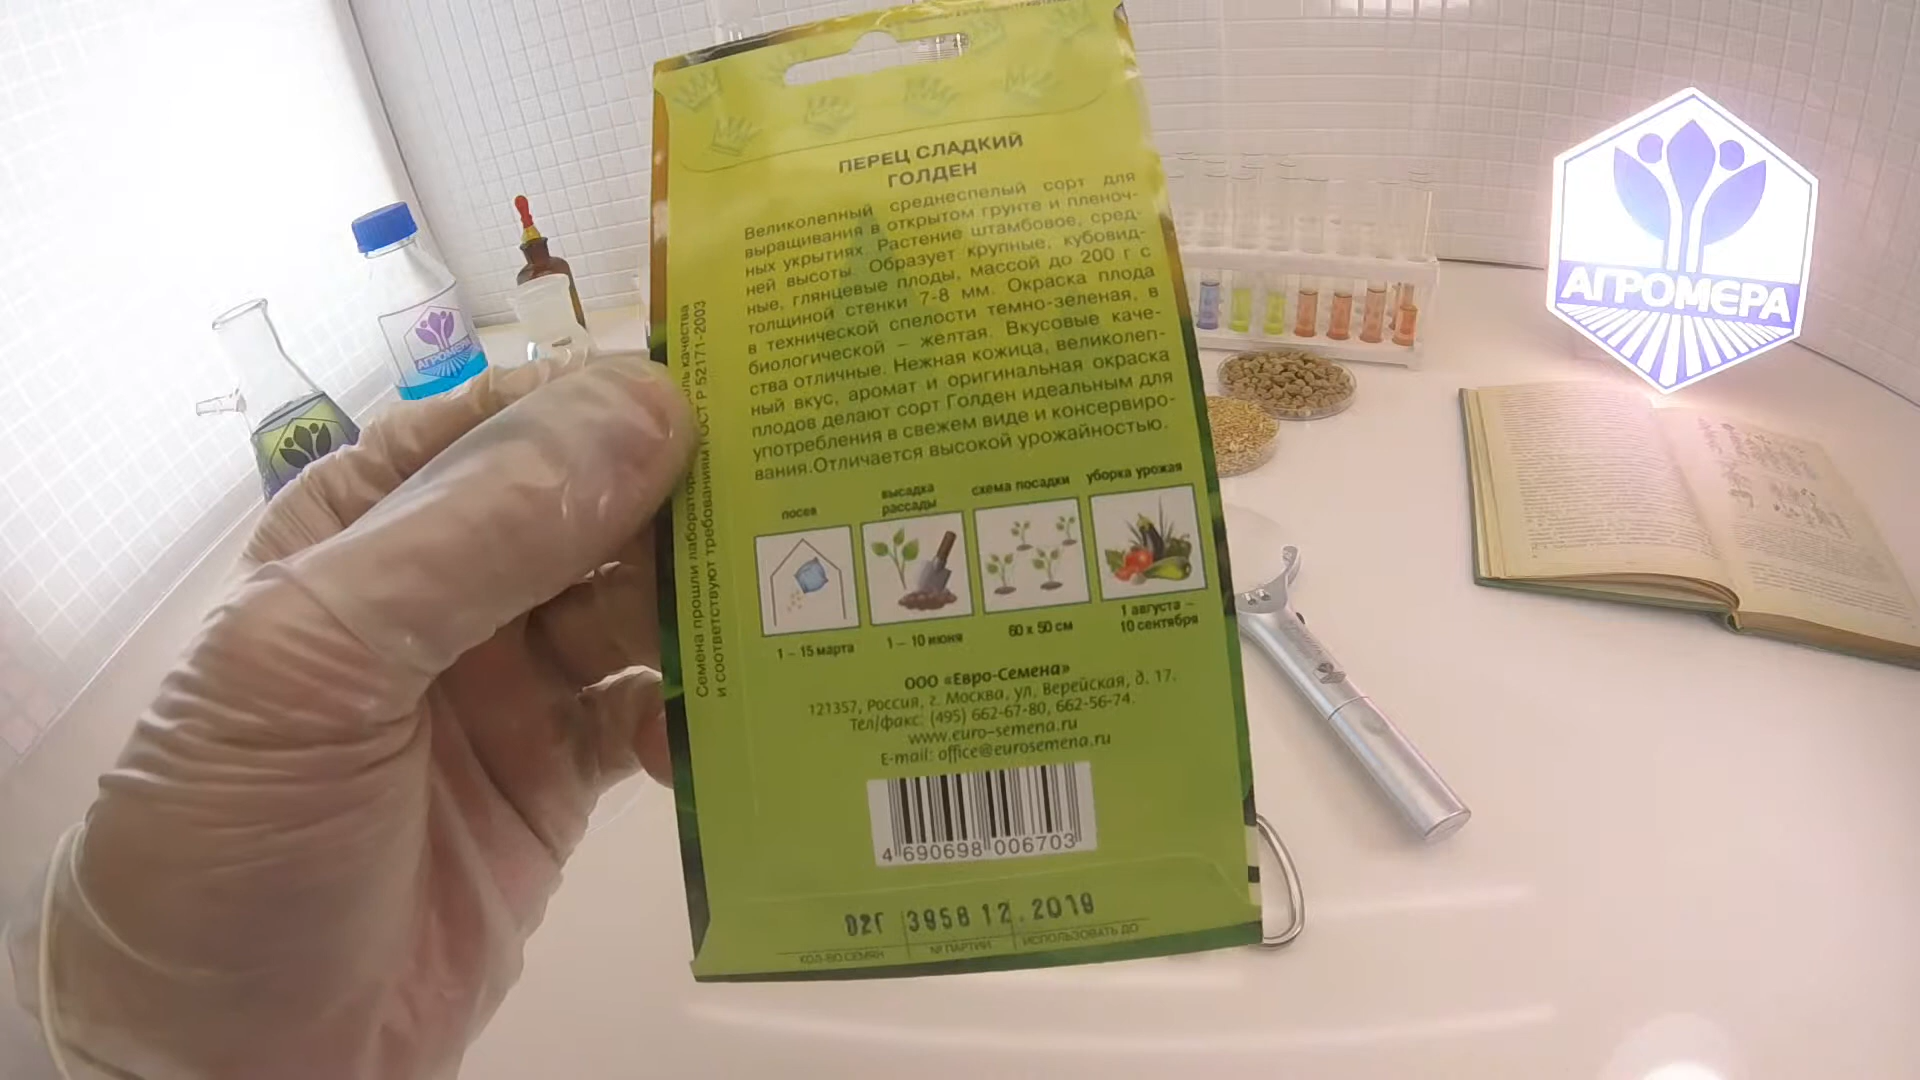 ПЕРЕЦ СЛАДКИЙ
ГОЛДЕН
Великолепный среднеспелый сорт для
выращивания в открытом грунте и пленоч-
ных укрытиях. Растение штамбовое, сред-
ней высоты. Образует крупные, кубовид-
ные, глянцевые плоды, массой до 200 г с
толщиной стенки 7-8 мм. Окраска плода
в технической спелости темно-зеленая, в
биологической – желтая. Вкусовые каче-
ства отличные. Нежная кожица, великолеп-
ный вкус, аромат и оригинальная окраска
плодов делают сорт Голден идеальным для
употребления в свежем виде и консервиро-
вания.Отличается высокой урожайностью.
посев
высадка
рассады
схема посадки
уборка урожая
1 – 15 марта
1 – 10 июня
60 х 50 см
1 августа –
10 сентября
ООО «Евро-Семена»
121357, Россия, г. Москва, ул. Верейская, д. 17.
Тел/факс: (495) 662-67-80, 662-56-74.
www.euro-semena.ru
E-mail: office@eurosemena.ru
4 690698 006703
02Г 3958 12.2019
КОЛ-ВО СЕМЯН № ПАРТИИ ИСПОЛЬЗОВАТЬ ДО
Семена прошли качества
и соответствуют требованиям ГОСТ Р 52171-2003
АГРОМЕРА
АГРОМЕРА